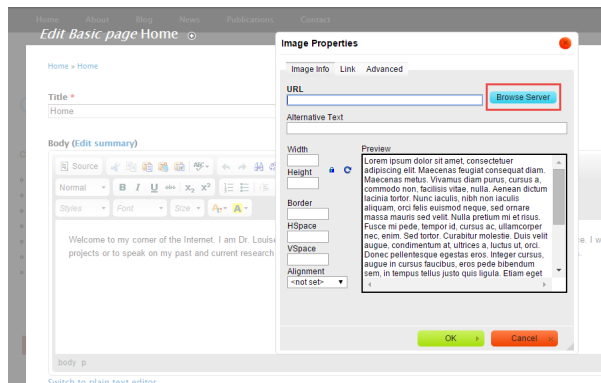 Home About Blog News Publications Contact
Edit Basic page Home
Home » Home
Title *
Home
Body (Edit summary)
Source
Normal B I U abc x₂ x²
Styles Font Size A A
Welcome to my corner of the Internet. I am Dr. Louise
projects or to speak on my past and current research
body p
Switch to plain text editor
Image Properties
Image Info Link Advanced
URL
Browse Server
Alternative Text
Width
Height
Border
HSpace
VSpace
Alignment
<not set>
Preview
Lorem ipsum dolor sit amet, consectetuer
adipiscing elit. Maecenas feugiat consequat diam.
Maecenas metus. Vivamus diam purus, cursus a,
commodo non, facilisis vitae, nulla. Aenean dictum
lacinia tortor. Nunc iaculis, nibh non iaculis
aliquam, orci felis euismod neque, sed ornare
massa mauris sed velit. Nulla pretium mi et risus.
Fusce mi pede, tempor id, cursus ac, ullamcorper
nec, enim. Sed tortor. Curabitur molestie. Duis velit
augue, condimentum at, ultrices a, luctus ut, orci.
Donec pellentesque egestas eros. Integer cursus,
augue in cursus faucibus, eros pede bibendum
sem, in tempus tellus justo quis ligula. Etiam eget
OK
Cancel